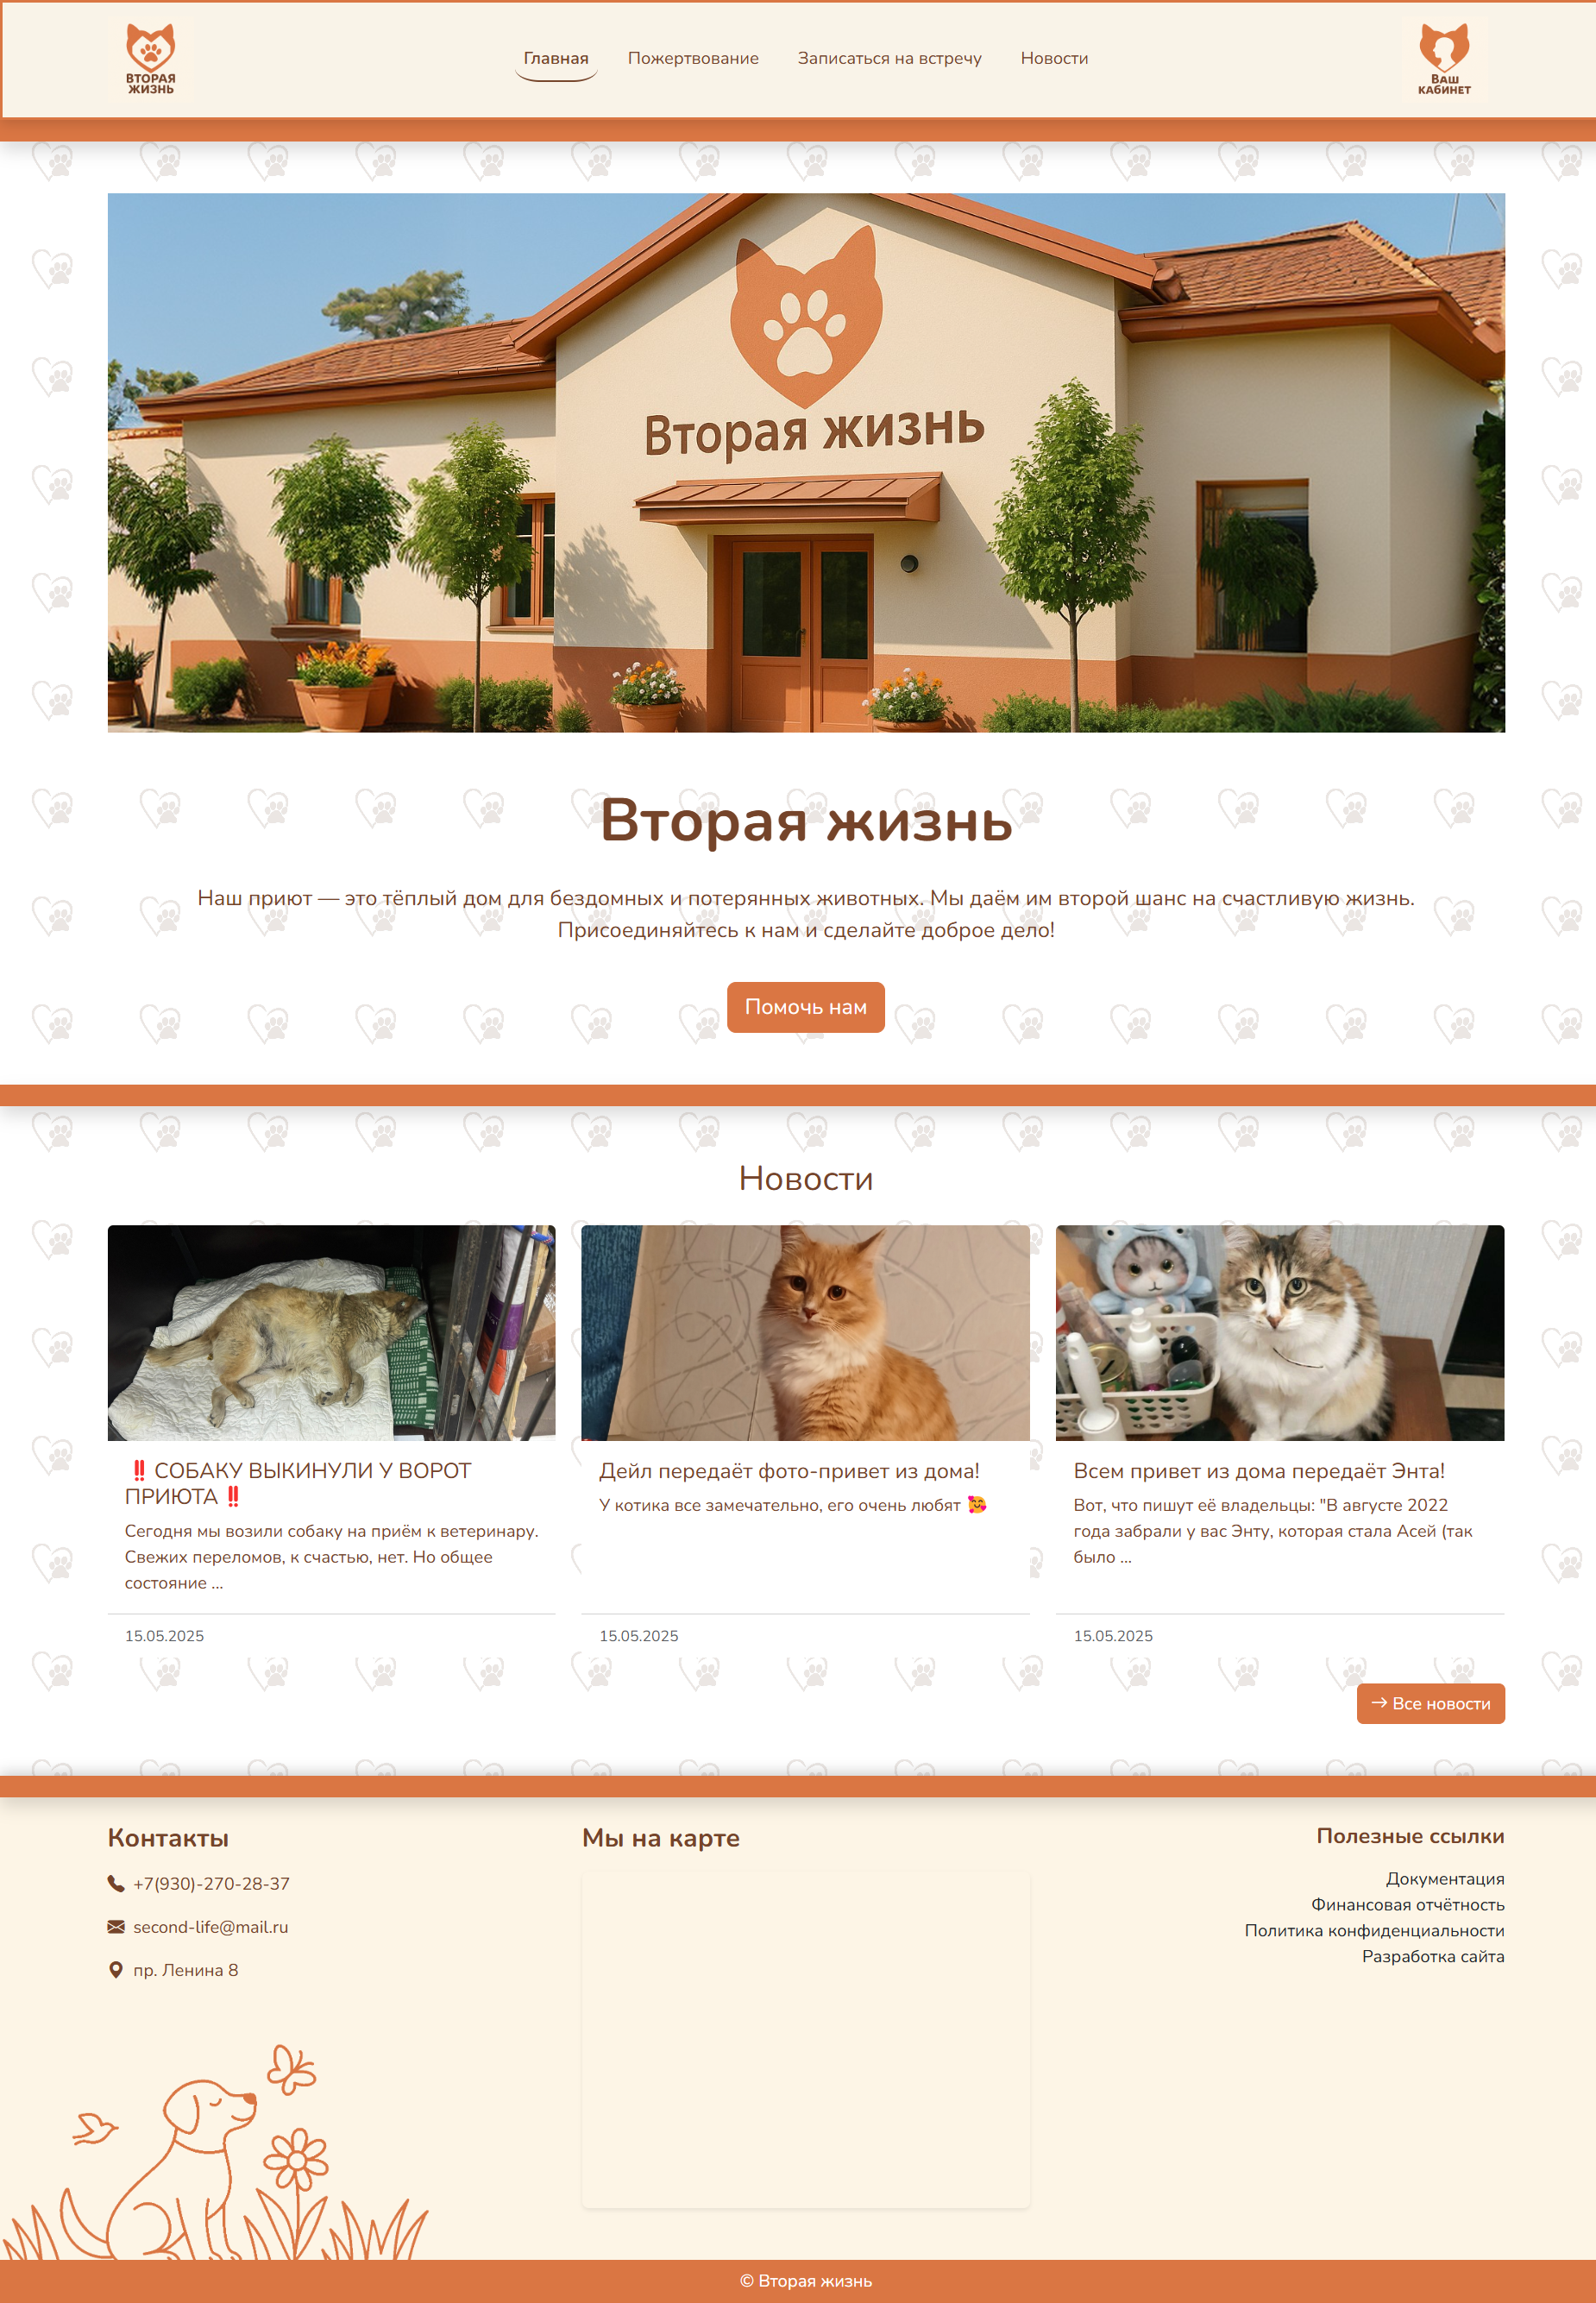 ВТОРАЯ
ЖИЗНЬ
Главная
Пожертвование
Записаться на встречу
Новости
ВАШ
КАБИНЕТ
Вторая жизнь
Вторая жизнь
Наш приют — это тёплый дом для бездомных и потерянных животных. Мы даём им второй шанс на счастливую жизнь.
Присоединяйтесь к нам и сделайте доброе дело!
Помочь нам
Новости
‼️ СОБАКУ ВЫКИНУЛИ У ВОРОТ
ПРИЮТА ‼️
Сегодня мы возили собаку на приём к ветеринару.
Свежих переломов, к счастью, нет. Но общее
состояние ...
15.05.2025
Дейл передаёт фото-привет из дома!
У котика все замечательно, его очень любят 🥰
15.05.2025
Всем привет из дома передаёт Энта!
Вот, что пишут её владельцы: "В августе 2022
года забрали у вас Энту, которая стала Асей (так
было ...
15.05.2025
→ Все новости
Контакты
+7(930)-270-28-37
second-life@mail.ru
пр. Ленина 8
Мы на карте
Полезные ссылки
Документация
Финансовая отчётность
Политика конфиденциальности
Разработка сайта
© Вторая жизнь